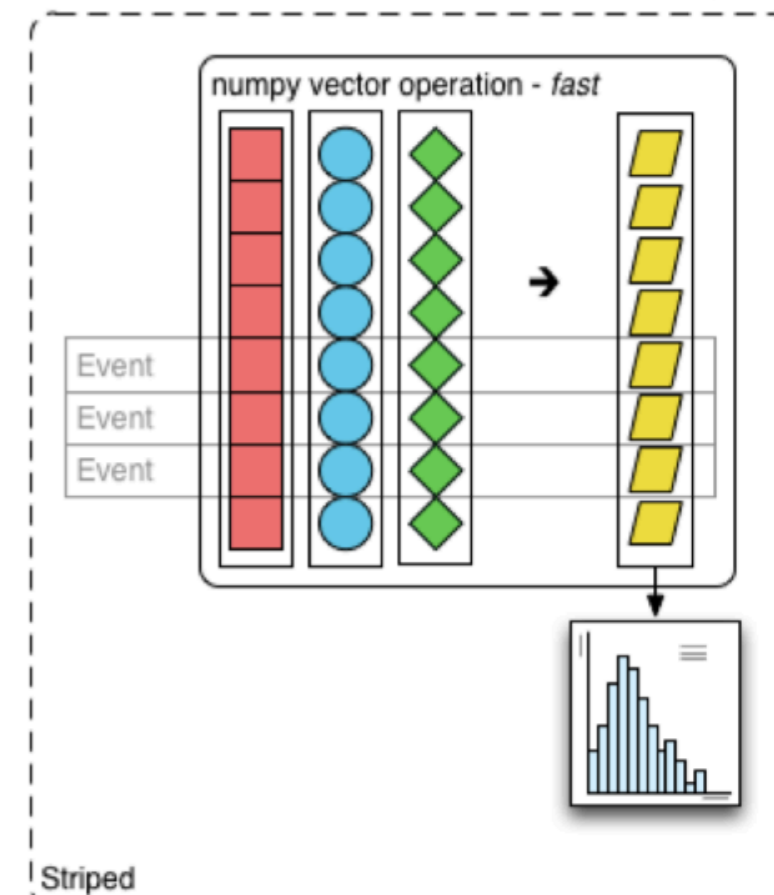 numpy vector operation - fast
Event
Event
Event
Striped